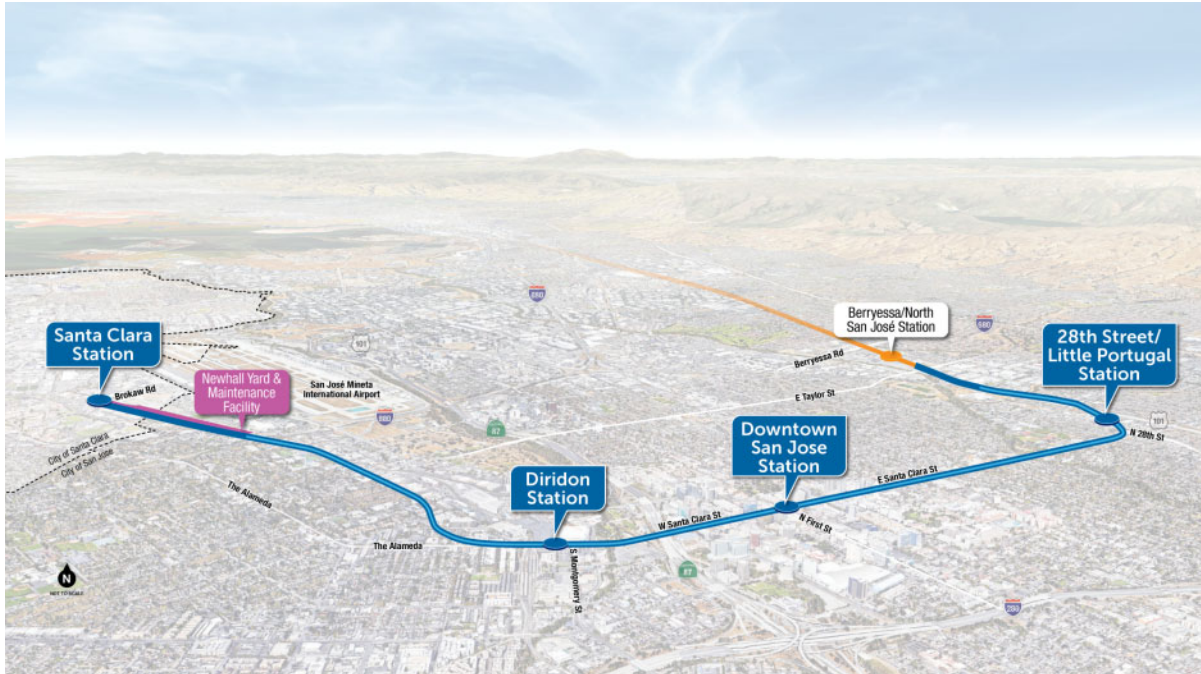 Santa Clara
Station
Brokaw Rd
Newhall Yard &
Maintenance
Facility
City of Santa Clara
City of San Jose
101
San José Mineta
International Airport
880
880
87
The Alameda
The Alameda
Diridon
Station
S Montgomery St
W Santa Clara St
Downtown
San Jose
Station
N First St
E Santa Clara St
E Taylor St
Berryessa Rd
Berryessa/North
San José Station
680
28th Street/
Little Portugal
Station
101
N 28th St
87
280
N
NOT TO SCALE